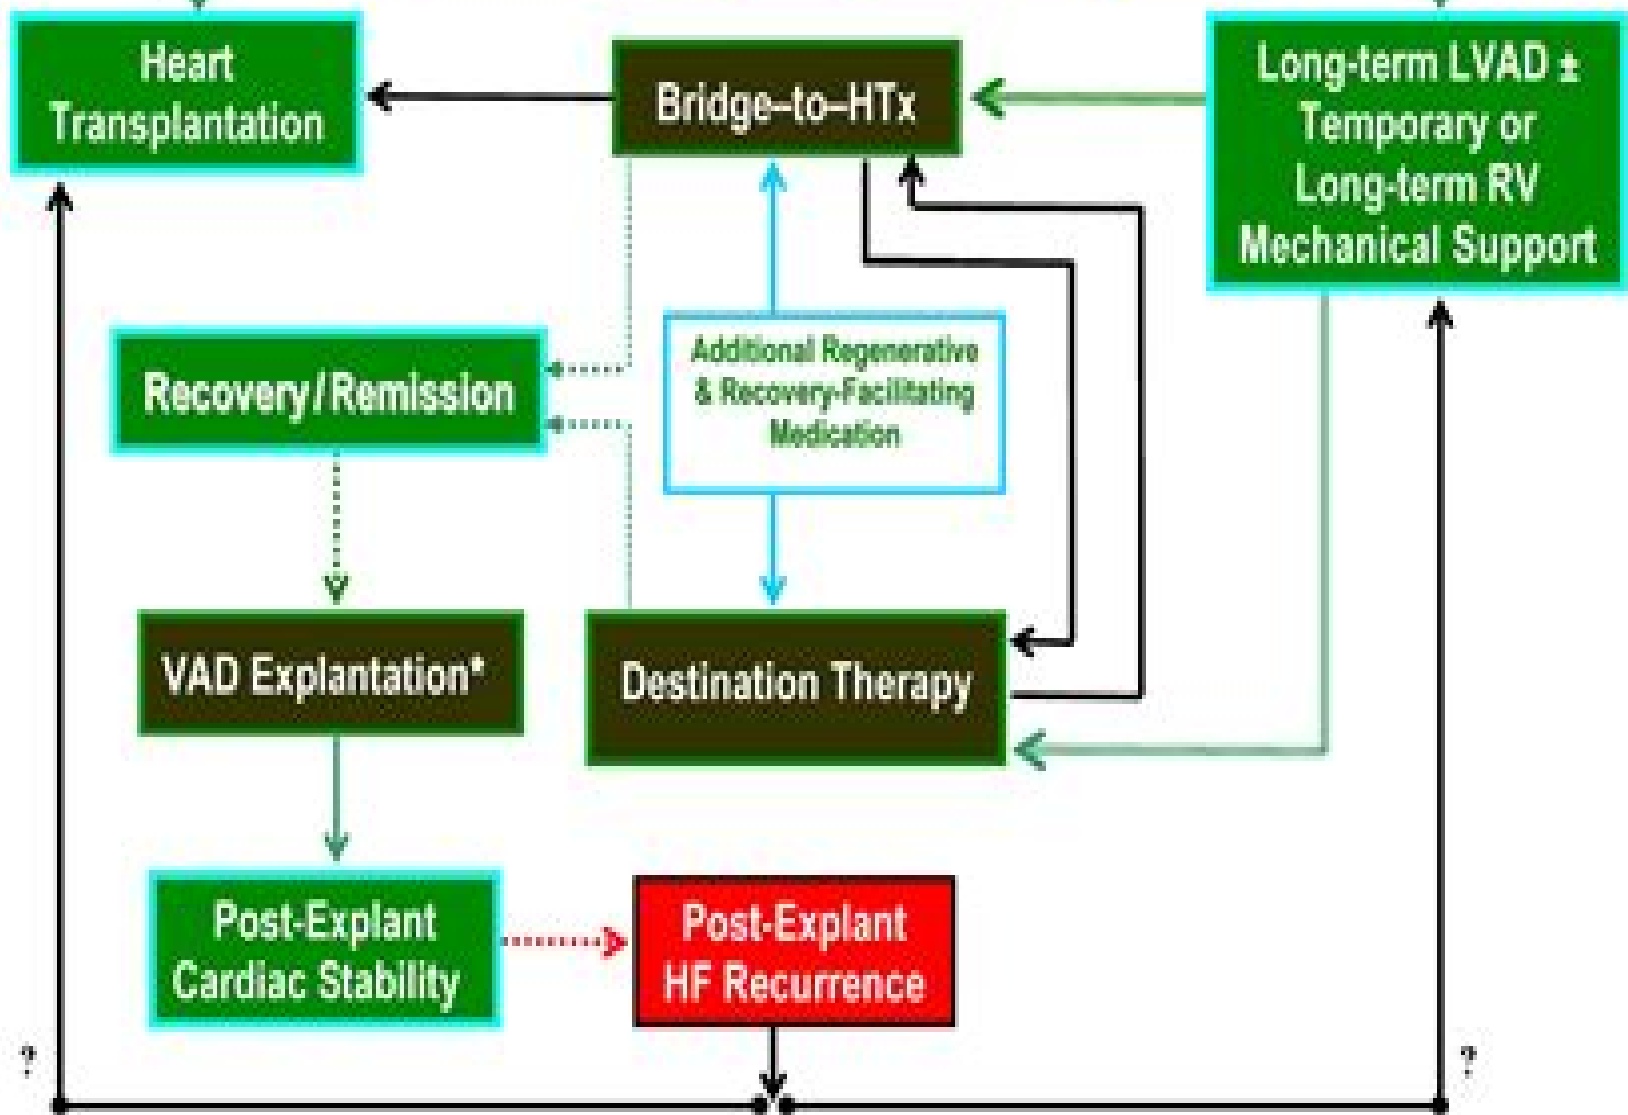 Heart
Transplantation
Bridge–to–HTx
Long-term LVAD ±
Temporary or
Long-term RV
Mechanical Support
Recovery/Remission
Additional Regenerative
& Recovery-Facilitating
Medication
VAD Explantation*
Destination Therapy
Post-Explant
Cardiac Stability
Post-Explant
HF Recurrence
?
?